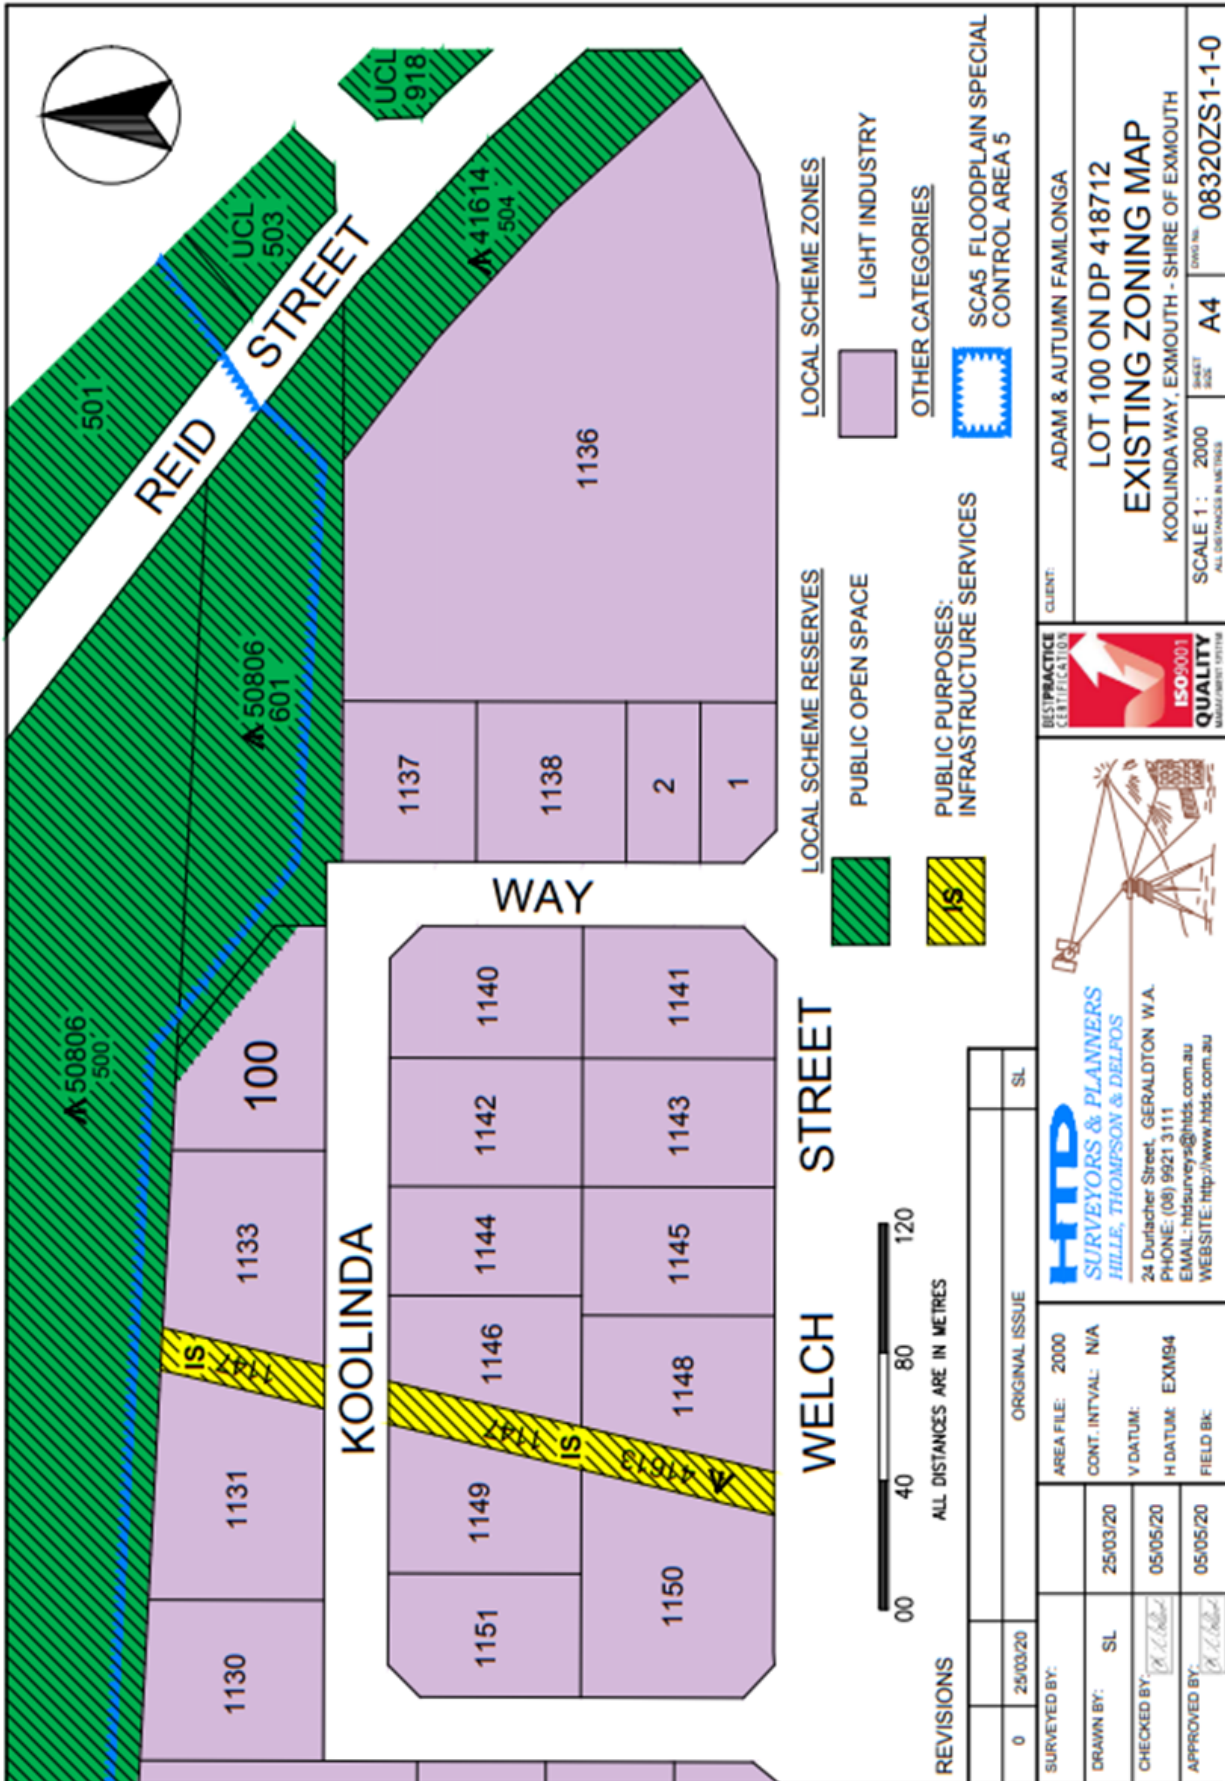 501
UCL
503
UCL
918
REID STREET
41614
504
50806
601
50806
500
1136
1137
1138
2
1
WAY
100
1133
IS
1147
1131
1130
KOOLINDA
1140
1141
1142
1143
1144
1145
1146
1148
1147
IS
41613
1149
1150
1151
WELCH STREET
LOCAL SCHEME RESERVES
PUBLIC OPEN SPACE
IS
PUBLIC PURPOSES:
INFRASTRUCTURE SERVICES
LOCAL SCHEME ZONES
LIGHT INDUSTRY
OTHER CATEGORIES
SCA5 FLOODPLAIN SPECIAL
CONTROL AREA 5
00 40 80 120
ALL DISTANCES ARE IN METRES
REVISIONS
0 25/03/20 ORIGINAL ISSUE SL
SURVEYED BY:
DRAWN BY: SL 25/03/20
CHECKED BY: 05/05/20
APPROVED BY: 05/05/20
AREA FILE: 2000
CONT. INTVAL: N/A
V DATUM:
H DATUM: EXM94
FIELD Bk:
HTD
SURVEYORS & PLANNERS
HILLE, THOMPSON & DELFOS
24 Durlacher Street, GERALDTON W.A.
PHONE: (08) 9921 3111
EMAIL: htdsurveys@htds.com.au
WEBSITE: http://www.htds.com.au
BESTPRACTICE
CERTIFICATION
ISO9001
QUALITY
CLIENT: ADAM & AUTUMN FAMLONGA
LOT 100 ON DP 418712
EXISTING ZONING MAP
KOOLINDA WAY, EXMOUTH - SHIRE OF EXMOUTH
SCALE 1 : 2000
ALL DISTANCES IN METRES
SHEET SIZE A4
DWG No. 08320ZS1-1-0